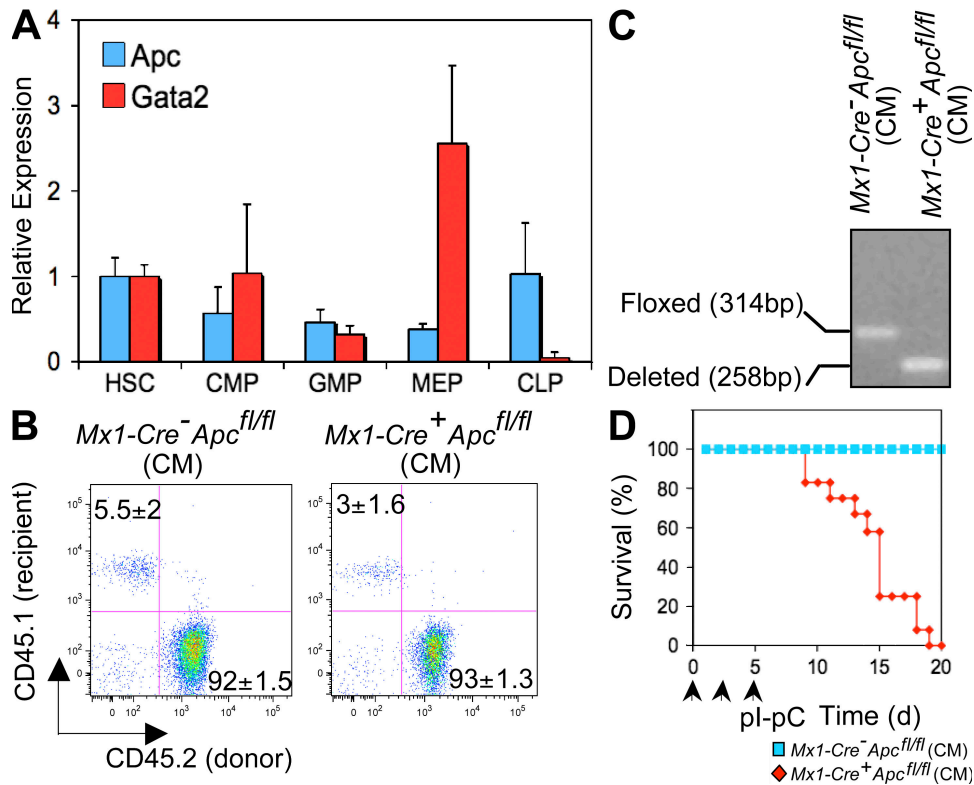 A
Apc
Gata2
Relative Expression
4
3
2
1
0
HSC CMP GMP MEP CLP
B
Mx1-Cre⁻Apcfl/fl
(CM)
Mx1-Cre⁺Apcfl/fl
(CM)
CD45.1 (recipient)
10⁵
10⁴
10³
10²
0
5.5±2
92±1.5
0 10² 10³ 10⁴ 10⁵
10⁵
10⁴
10³
10²
0
3±1.6
93±1.3
0 10² 10³ 10⁴ 10⁵
CD45.2 (donor)
C
Mx1-Cre⁻Apcfl/fl
(CM)
Mx1-Cre⁺Apcfl/fl
(CM)
Floxed (314bp)
Deleted (258bp)
D
Survival (%)
100
80
60
40
20
0
0 5 10 15 20
pI-pC Time (d)
Mx1-Cre⁻Apcfl/fl (CM)
Mx1-Cre⁺Apcfl/fl (CM)